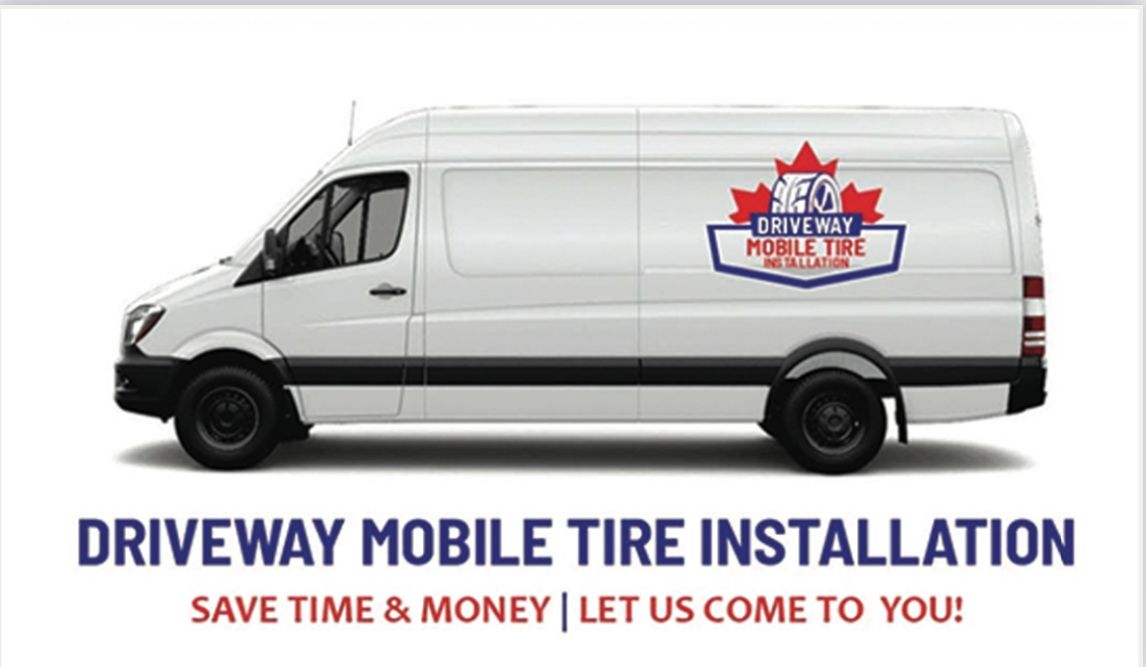 DRIVEWAY
MOBILE TIRE
INSTALLATION
DRIVEWAY MOBILE TIRE INSTALLATION
SAVE TIME & MONEY | LET US COME TO YOU!